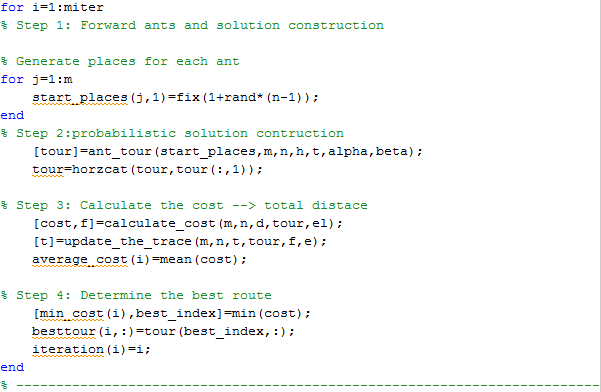 for i=1:miter
% Step 1: Forward ants and solution construction
% Generate places for each ant
for j=1:m
start_places(j,1)=fix(1+rand*(n-1));
end
% Step 2:probabilistic solution contruction
[tour]=ant_tour(start_places,m,n,h,t,alpha,beta);
tour=horzcat(tour,tour(:,1));
% Step 3: Calculate the cost --> total distace
[cost,f]=calculate_cost(m,n,d,tour,el);
[t]=update_the_trace(m,n,t,tour,f,e);
average_cost(i)=mean(cost);
% Step 4: Determine the best route
[min_cost(i),best_index]=min(cost);
besttour(i,:)=tour(best_index,:);
iteration(i)=i;
end
% -------------------------------------------------------------------------